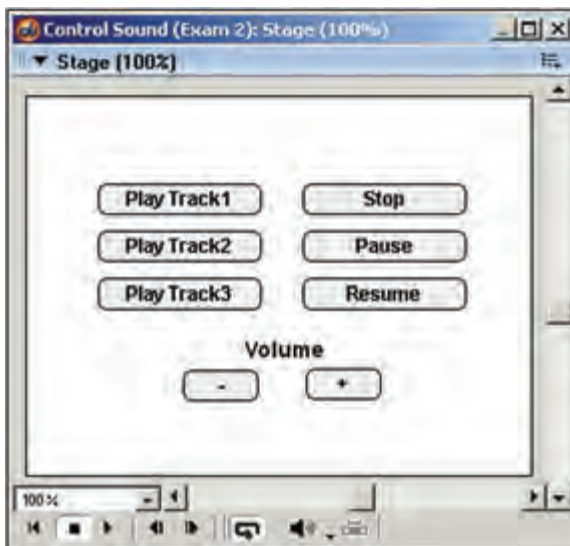 Control Sound (Exam 2): Stage (100%)
Stage (100%)
Play Track1 Stop
Play Track2 Pause
Play Track3 Resume
Volume
- +
100%